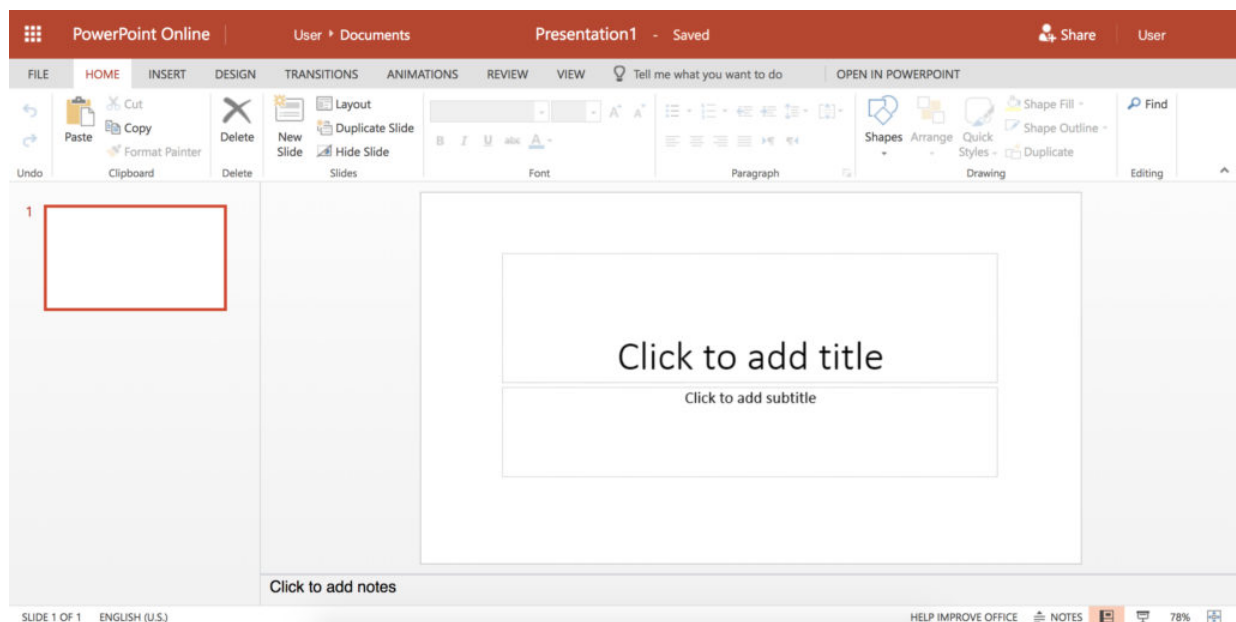 PowerPoint Online User Documents Presentation1 - Saved Share User
FILE HOME INSERT DESIGN TRANSITIONS ANIMATIONS REVIEW VIEW Tell me what you want to do OPEN IN POWERPOINT
Undo
Paste
Cut
Copy
Format Painter
Clipboard
Delete
Delete
New
Slide
Layout
Duplicate Slide
Hide Slide
Slides
B I U abc A
Font
Paragraph
Shapes
Arrange
Quick
Styles
Shape Fill
Shape Outline
Duplicate
Drawing
Find
Editing
1
Click to add title
Click to add subtitle
Click to add notes
SLIDE 1 OF 1 ENGLISH (U.S.) HELP IMPROVE OFFICE NOTES 78%